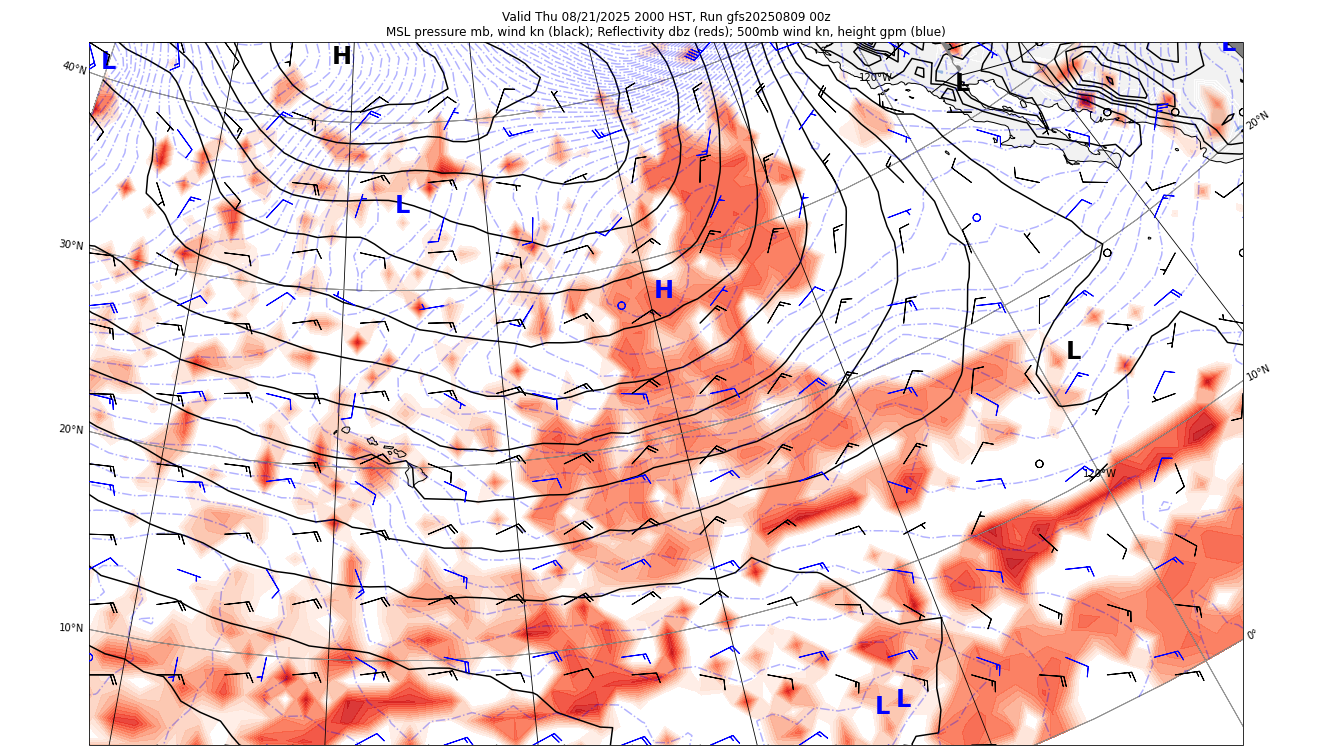 Valid Thu 08/21/2025 2000 HST, Run gfs20250809 00z
MSL pressure mb, wind kn (black); Reflectivity dbz (reds); 500mb wind kn, height gpm (blue)
L
H
L
40°N
120°W
L
20°N
L
30°N
H
L
10°N
20°N
120°W
10°N
0°
L
L